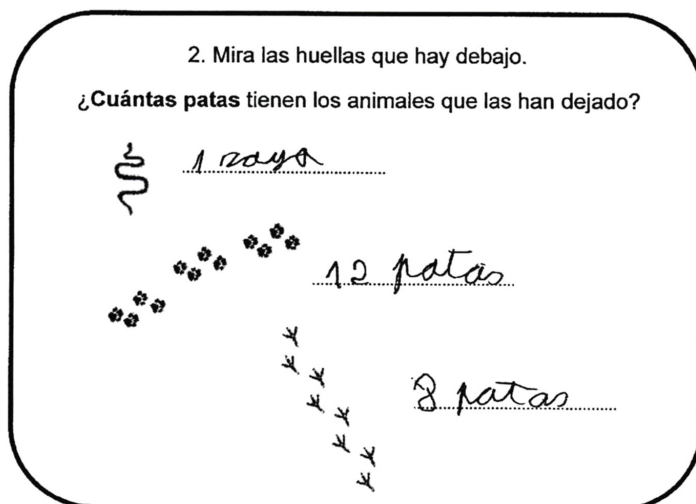 2. Mira las huellas que hay debajo.
¿Cuántas patas tienen los animales que las han dejado?
1 raya
12 patas
8 patas